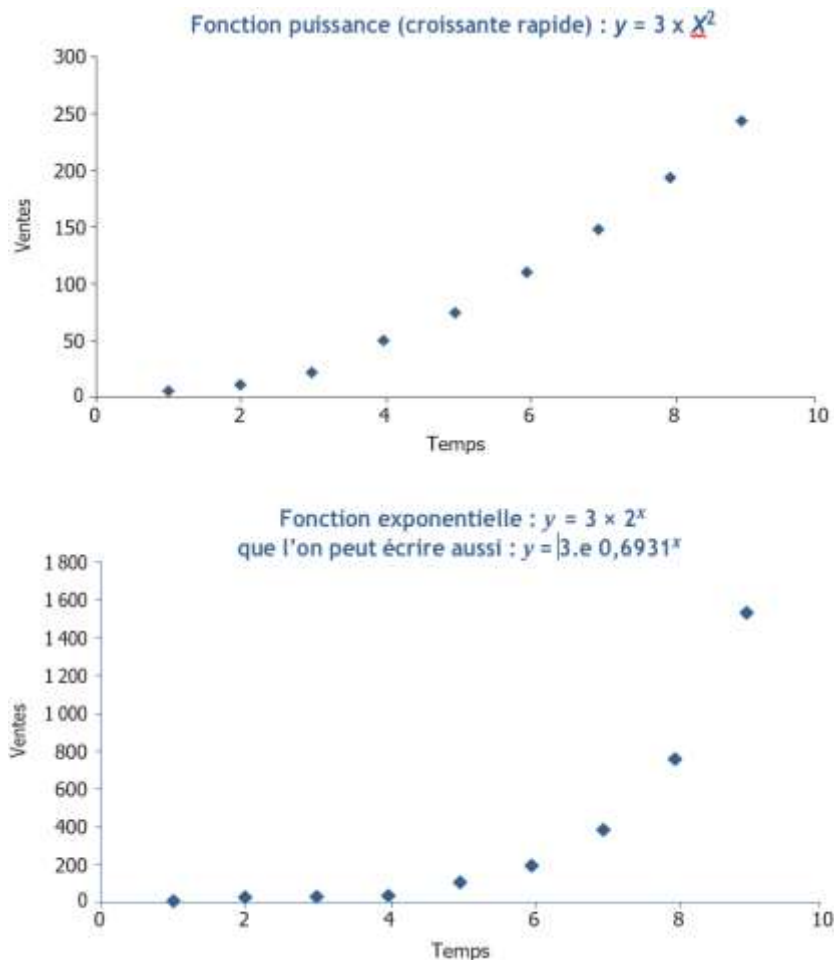 Fonction puissance (croissante rapide) : y = 3 x X²
300
250
200
150
100
50
0
Ventes
0 2 4 6 8 10
Temps
Fonction exponentielle : y = 3 × 2ˣ
que l'on peut écrire aussi : y = 3.e 0,6931ˣ
1 800
1 600
1 400
1 200
1 000
800
600
400
200
0
Ventes
0 2 4 6 8 10
Temps